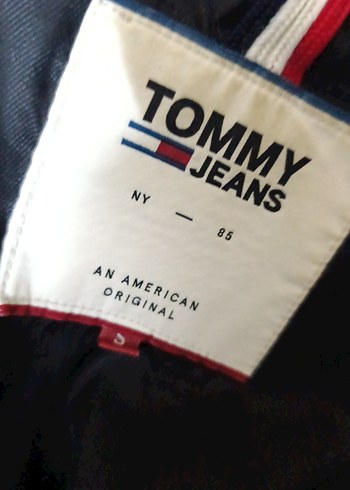 TOMMY
JEANS
NY — 85
AN AMERICAN
ORIGINAL
S